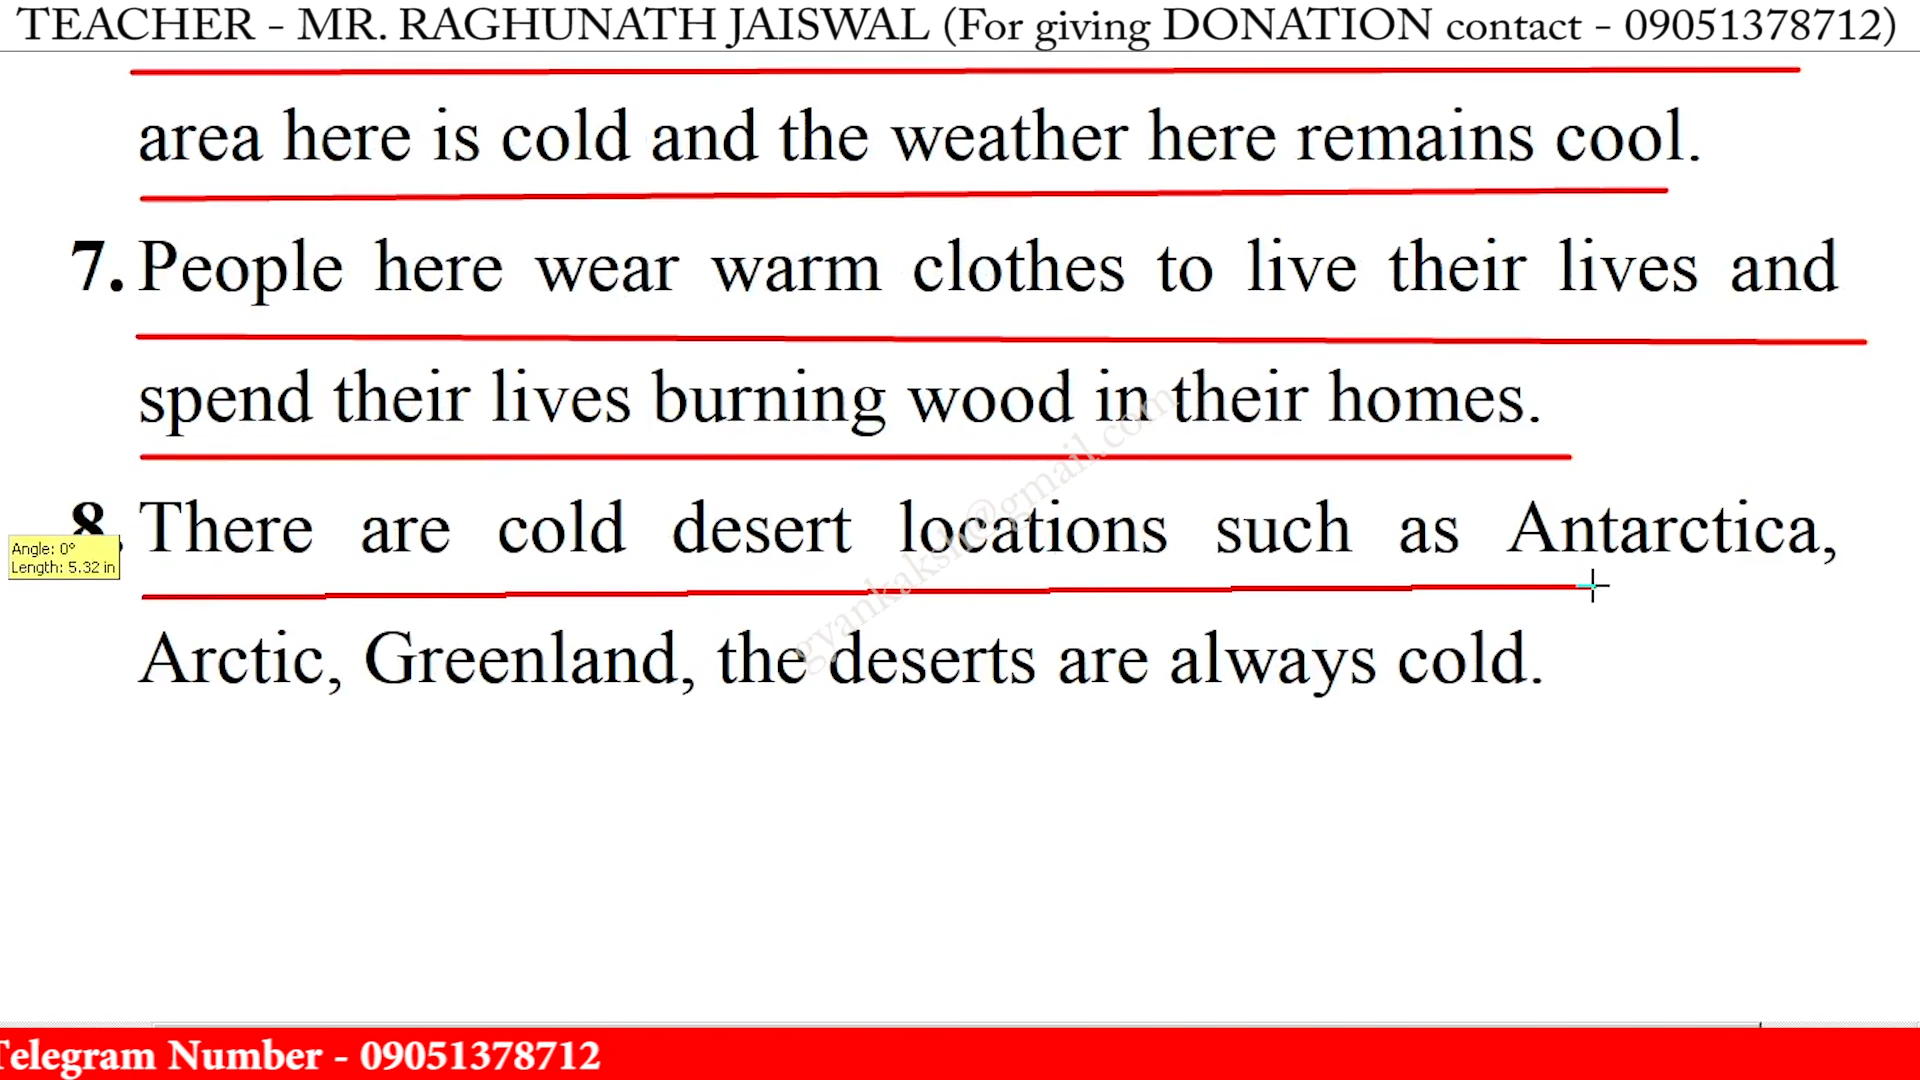 TEACHER - MR. RAGHUNATH JAISWAL (For giving DONATION contact - 09051378712)
area here is cold and the weather here remains cool.
7. People here wear warm clothes to live their lives and
spend their lives burning wood in their homes.
8. There are cold desert locations such as Antarctica,
Angle: 0°
Length: 5.32 in
Arctic, Greenland, the deserts are always cold.
gyankaksh@gmail.com
Telegram Number - 09051378712